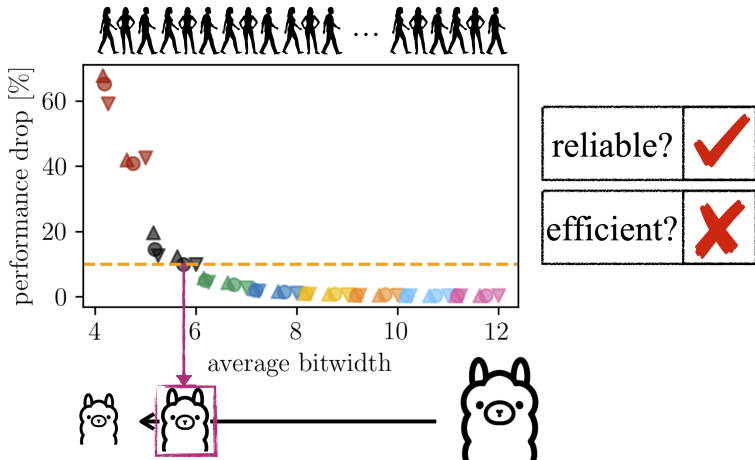 ...
performance drop [%]
60
40
20
0
4
6
8
10
12
average bitwidth
reliable?
efficient?